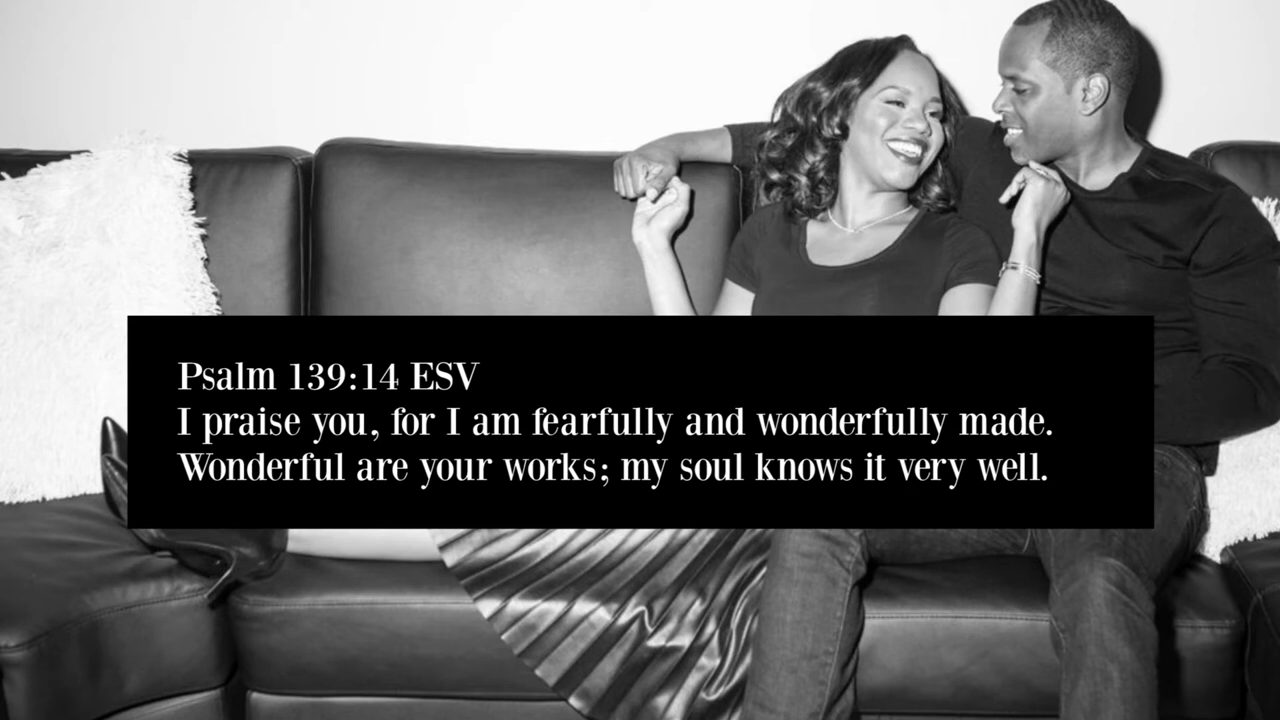 Psalm 139:14 ESV
I praise you, for I am fearfully and wonderfully made.
Wonderful are your works; my soul knows it very well.